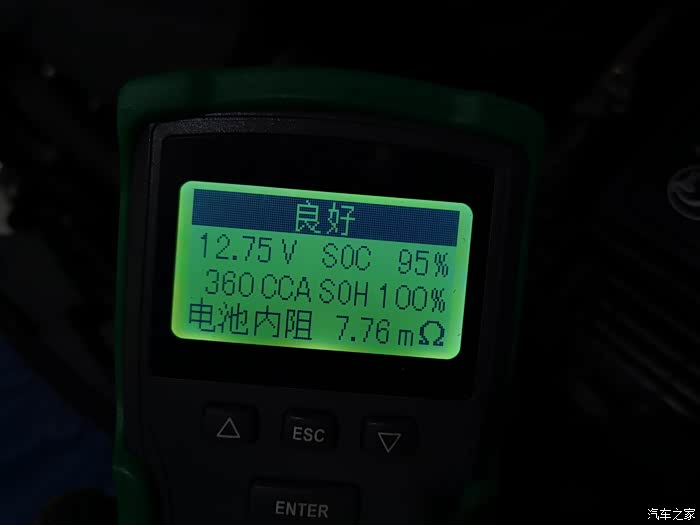 良好
12.75 V SOC 95%
360 CCA SOH 100%
电池内阻 7.76 mΩ
ESC
ENTER
汽车之家